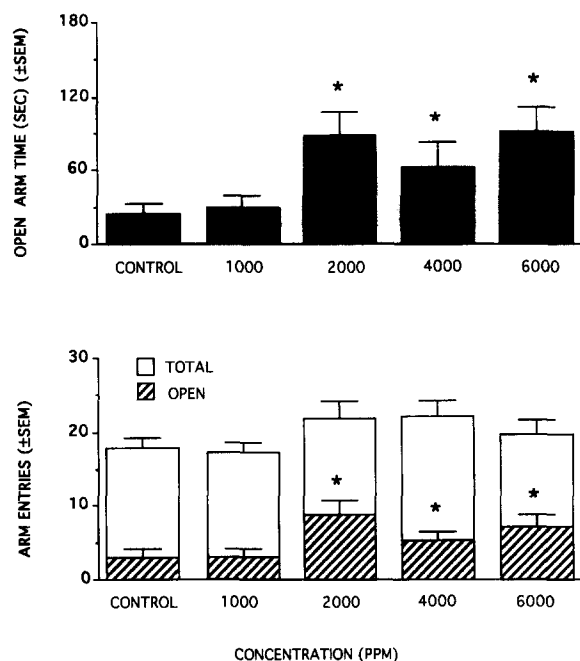 OPEN ARM TIME (SEC) (±SEM)
180
120
60
0
*
*
*
CONTROL 1000 2000 4000 6000
ARM ENTRIES (±SEM)
30
20
10
0
TOTAL
OPEN
*
*
*
CONTROL 1000 2000 4000 6000
CONCENTRATION (PPM)